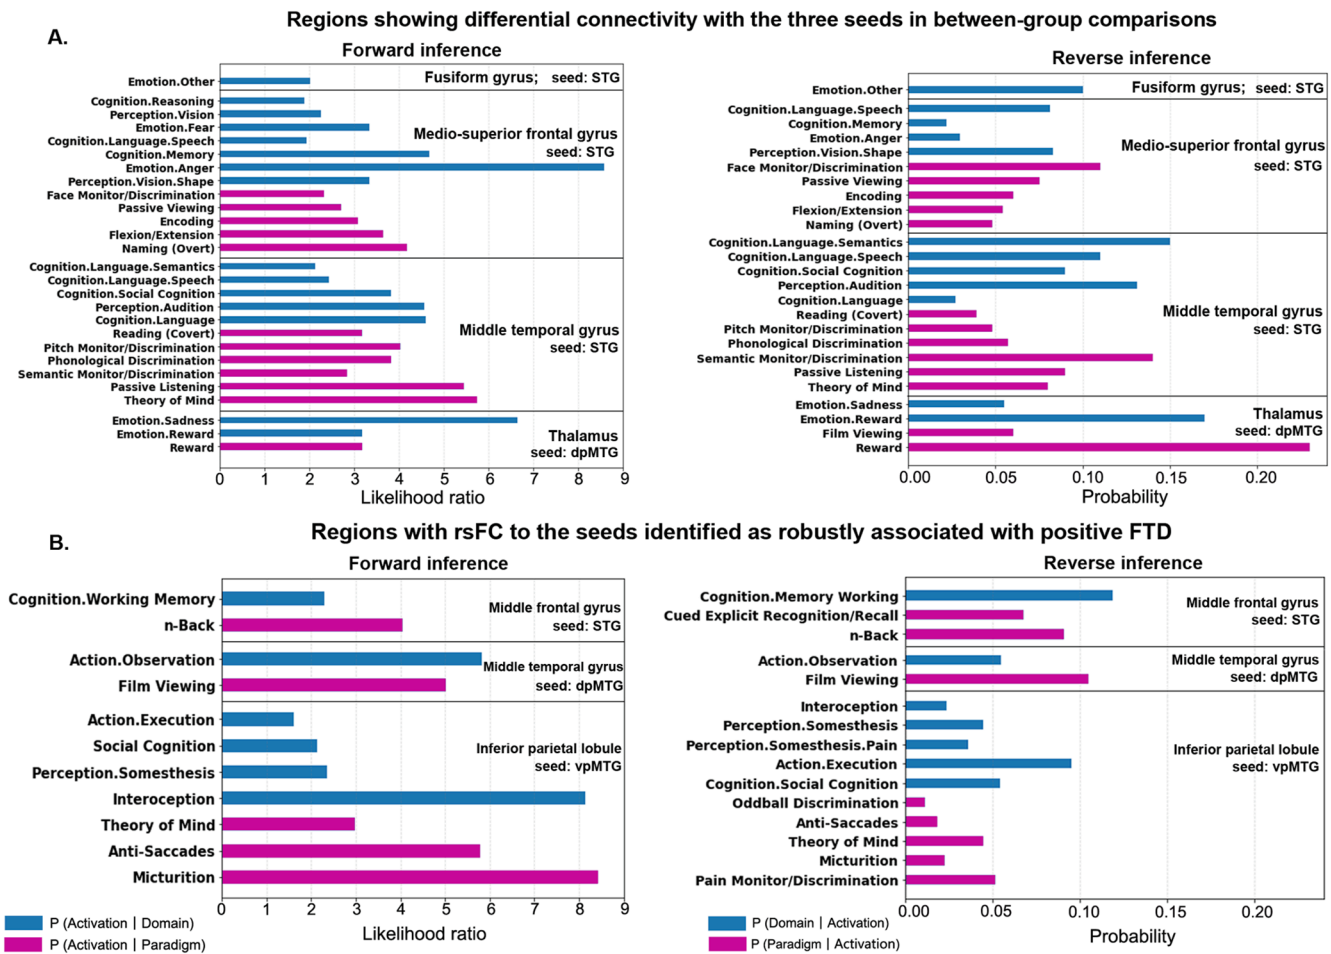 Regions showing differential connectivity with the three seeds in between-group comparisons
A.
Forward inference
Emotion.Other
Fusiform gyrus; seed: STG
Cognition.Reasoning
Perception.Vision
Emotion.Fear
Cognition.Language.Speech
Cognition.Memory
Emotion.Anger
Perception.Vision.Shape
Face Monitor/Discrimination
Passive Viewing
Encoding
Flexion/Extension
Naming (Overt)
Medio-superior frontal gyrus
seed: STG
Cognition.Language.Semantics
Cognition.Language.Speech
Cognition.Social Cognition
Perception.Audition
Cognition.Language
Reading (Covert)
Pitch Monitor/Discrimination
Phonological Discrimination
Semantic Monitor/Discrimination
Passive Listening
Theory of Mind
Middle temporal gyrus
seed: STG
Emotion.Sadness
Emotion.Reward
Reward
Thalamus
seed: dpMTG
0 1 2 3 4 5 6 7 8 9
Likelihood ratio
Reverse inference
Emotion.Other
Fusiform gyrus; seed: STG
Cognition.Language.Speech
Cognition.Memory
Emotion.Anger
Perception.Vision.Shape
Face Monitor/Discrimination
Passive Viewing
Encoding
Flexion/Extension
Naming (Overt)
Medio-superior frontal gyrus
seed: STG
Cognition.Language.Semantics
Cognition.Language.Speech
Cognition.Social Cognition
Perception.Audition
Cognition.Language
Reading (Covert)
Pitch Monitor/Discrimination
Phonological Discrimination
Semantic Monitor/Discrimination
Passive Listening
Theory of Mind
Middle temporal gyrus
seed: STG
Emotion.Sadness
Emotion.Reward
Film Viewing
Reward
Thalamus
seed: dpMTG
0.00 0.05 0.10 0.15 0.20
Probability
B.
Regions with rsFC to the seeds identified as robustly associated with positive FTD
Forward inference
Cognition.Working Memory
n-Back
Middle frontal gyrus
seed: STG
Action.Observation
Film Viewing
Middle temporal gyrus
seed: dpMTG
Action.Execution
Social Cognition
Perception.Somesthesis
Interoception
Theory of Mind
Anti-Saccades
Micturition
Inferior parietal lobule
seed: vpMTG
0 1 2 3 4 5 6 7 8 9
Likelihood ratio
P (Activation | Domain)
P (Activation | Paradigm)
Reverse inference
Cognition.Memory Working
Cued Explicit Recognition/Recall
n-Back
Middle frontal gyrus
seed: STG
Action.Observation
Film Viewing
Middle temporal gyrus
seed: dpMTG
Interoception
Perception.Somesthesis
Perception.Somesthesis.Pain
Action.Execution
Cognition.Social Cognition
Oddball Discrimination
Anti-Saccades
Theory of Mind
Micturition
Pain Monitor/Discrimination
Inferior parietal lobule
seed: vpMTG
0.00 0.05 0.10 0.15 0.20
Probability
P (Domain | Activation)
P (Paradigm | Activation)